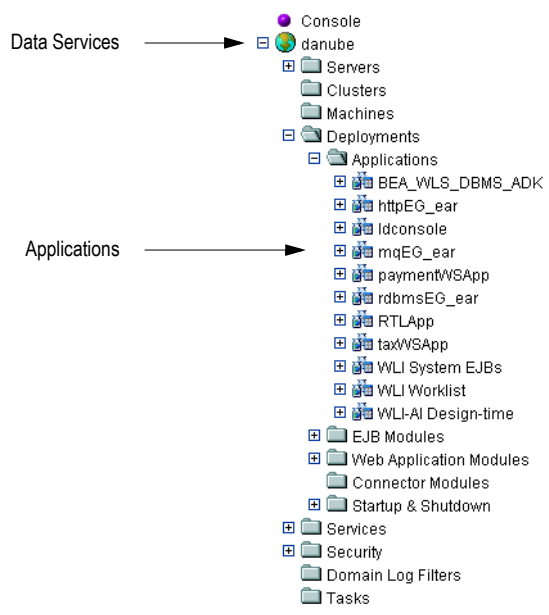 Console
Data Services
danube
Servers
Clusters
Machines
Deployments
Applications
BEA_WLS_DBMS_ADK
httpEG_ear
ldconsole
Applications
mqEG_ear
paymentWSApp
rdbmsEG_ear
RTLApp
taxWSApp
WLI System EJBs
WLI Worklist
WLI-AI Design-time
EJB Modules
Web Application Modules
Connector Modules
Startup & Shutdown
Services
Security
Domain Log Filters
Tasks